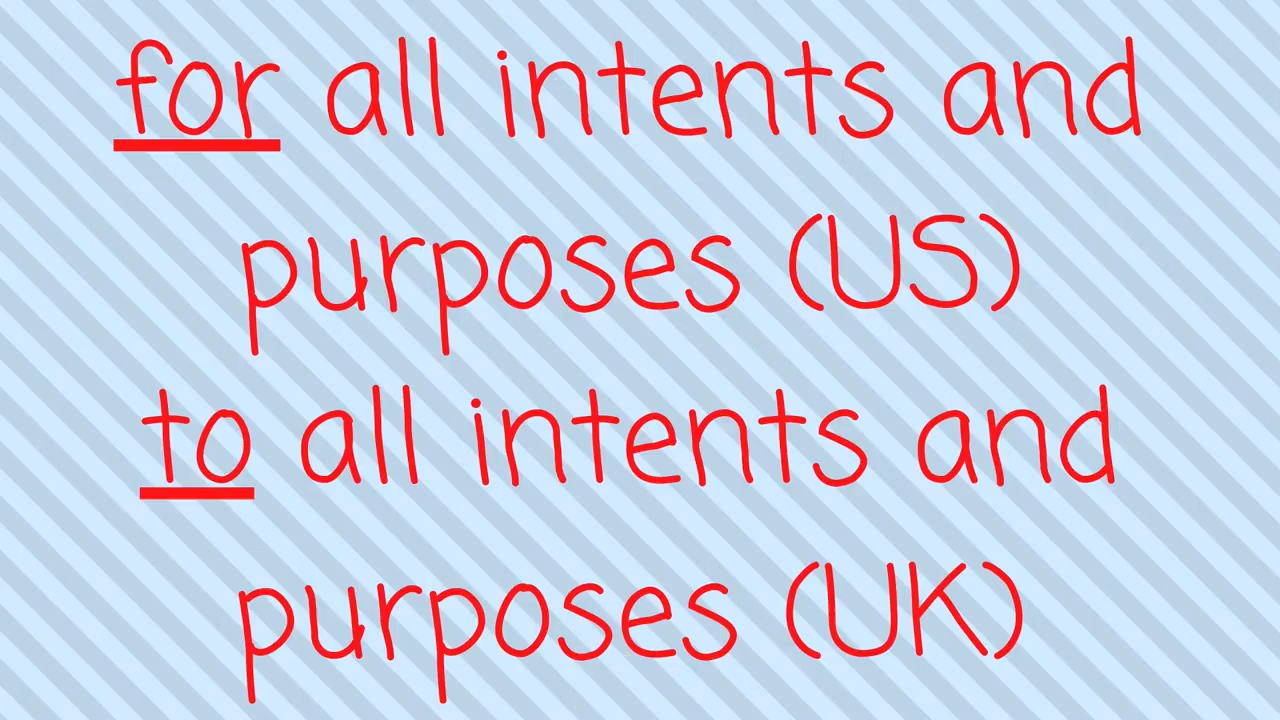 for all intents and
purposes (US)
to all intents and
purposes (UK)